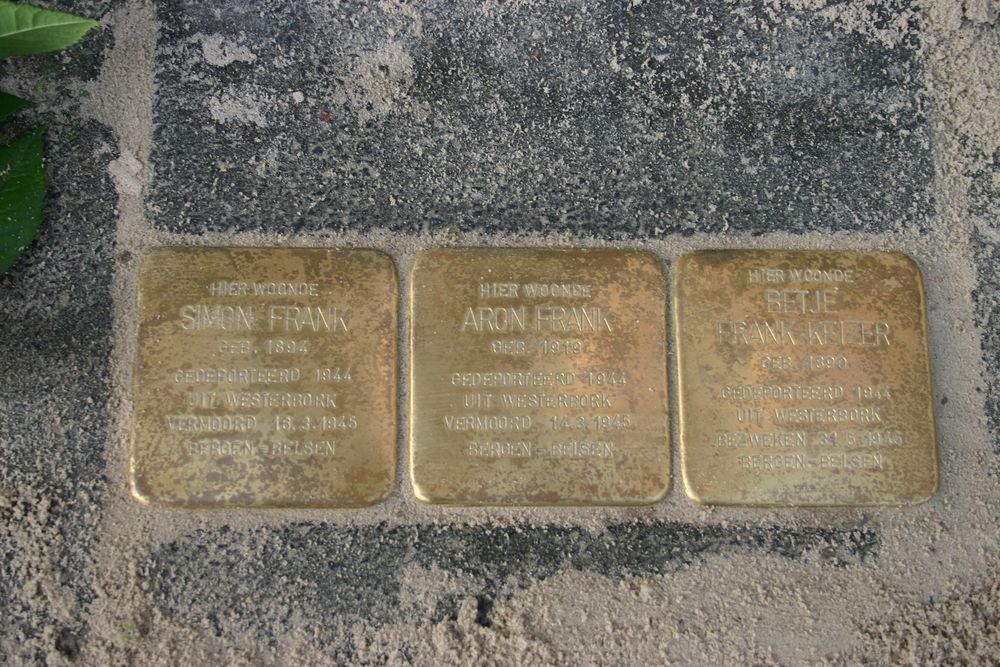 HIER WOONDE
SIMON FRANK
GEB. 1894
GEDEPORTEERD 1944
UIT WESTERBORK
VERMOORD 16.3.1945
BERGEN-BELSEN
HIER WOONDE
ARON FRANK
GEB. 1919
GEDEPORTEERD 1944
UIT WESTERBORK
VERMOORD 14.3.1945
BERGEN-BELSEN
HIER WOONDE
BETJE
FRANK-KEIZER
GEB. 1890
GEDEPORTEERD 1944
UIT WESTERBORK
BEZWEKEN 31.5.1945
BERGEN-BELSEN